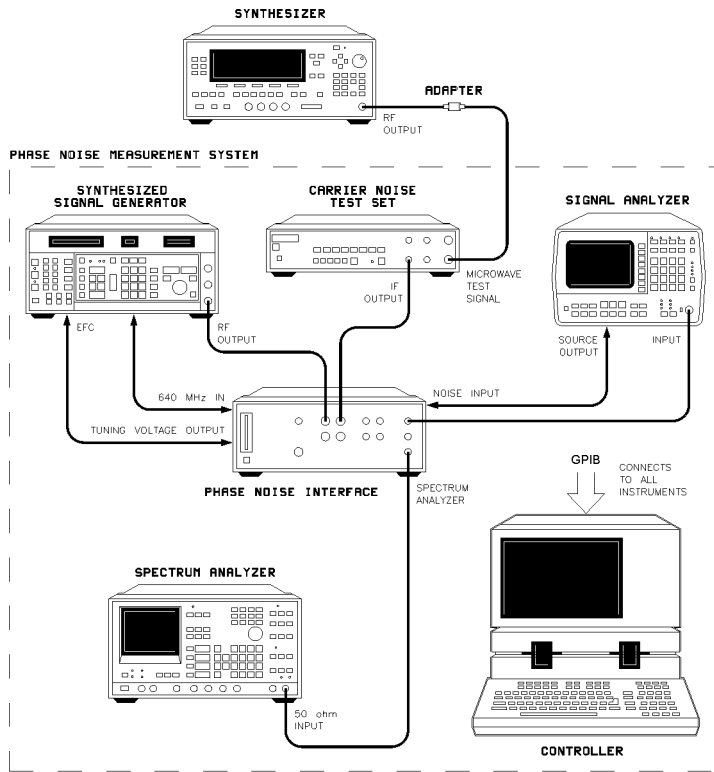 SYNTHESIZER
ADAPTER
RF
OUTPUT
PHASE NOISE MEASUREMENT SYSTEM
SYNTHESIZED
SIGNAL GENERATOR
CARRIER NOISE
TEST SET
SIGNAL ANALYZER
MICROWAVE
TEST
SIGNAL
IF
OUTPUT
EFC
RF
OUTPUT
SOURCE
OUTPUT
INPUT
640 MHz IN
NOISE INPUT
TUNING VOLTAGE OUTPUT
PHASE NOISE INTERFACE
SPECTRUM
ANALYZER
GPIB
CONNECTS
TO ALL
INSTRUMENTS
SPECTRUM ANALYZER
50 ohm
INPUT
CONTROLLER